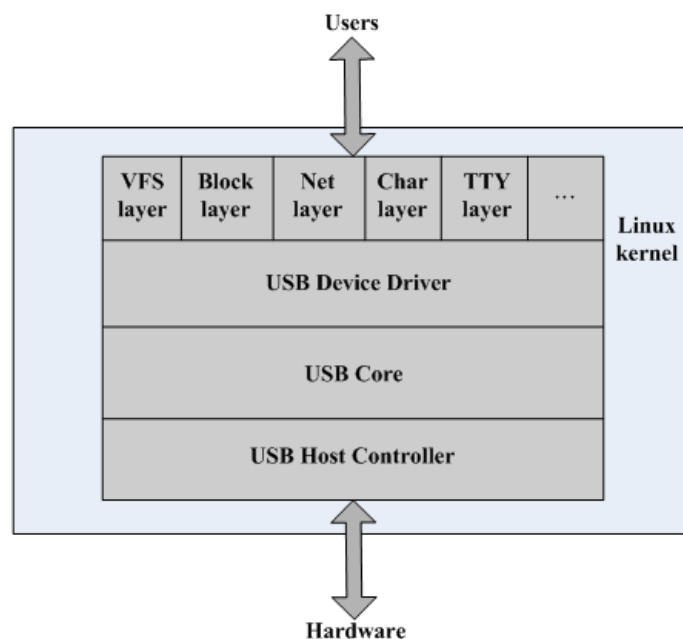 Users
VFS layer
Block layer
Net layer
Char layer
TTY layer
...
Linux kernel
USB Device Driver
USB Core
USB Host Controller
Hardware